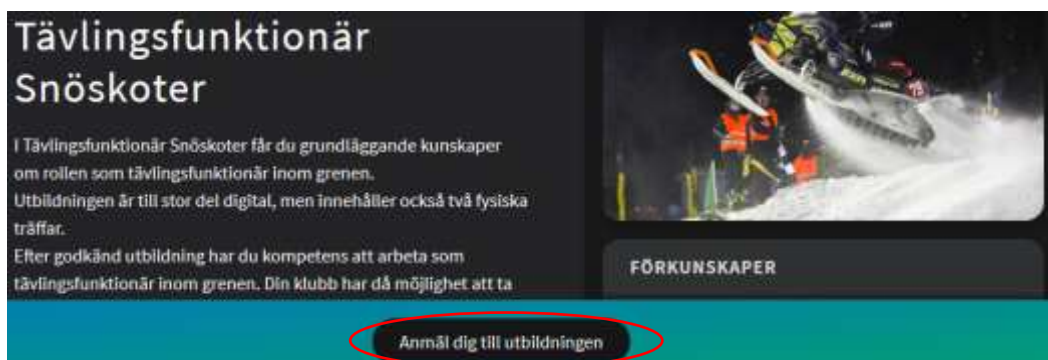 Tävlingsfunktionär
Snöskoter
I Tävlingsfunktionär Snöskoter får du grundläggande kunskaper
om rollen som tävlingsfunktionär inom grenen.
Utbildningen är till stor del digital, men innehåller också två fysiska
träffar.
Efter godkänd utbildning har du kompetens att arbeta som
tävlingsfunktionär inom grenen. Din klubb har då möjlighet att ta
FÖRKUNSKAPER
Anmäl dig till utbildningen